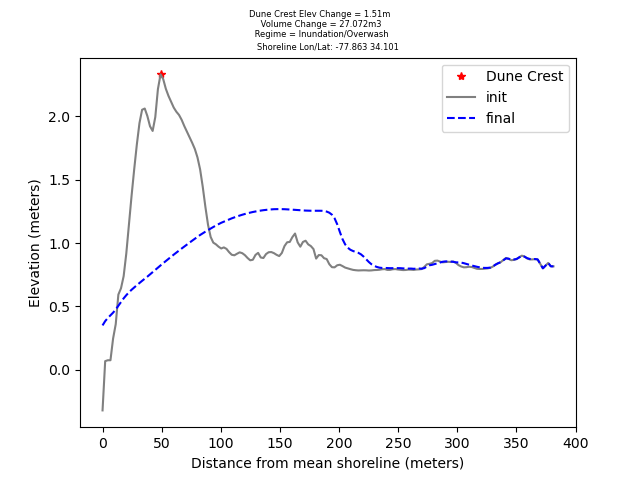 Dune Crest Elev Change = 1.51m
Volume Change = 27.072m3
Regime = Inundation/Overwash
Shoreline Lon/Lat: -77.863 34.101
Dune Crest
init
final
Elevation (meters)
2.0
1.5
1.0
0.5
0.0
0 50 100 150 200 250 300 350 400
Distance from mean shoreline (meters)